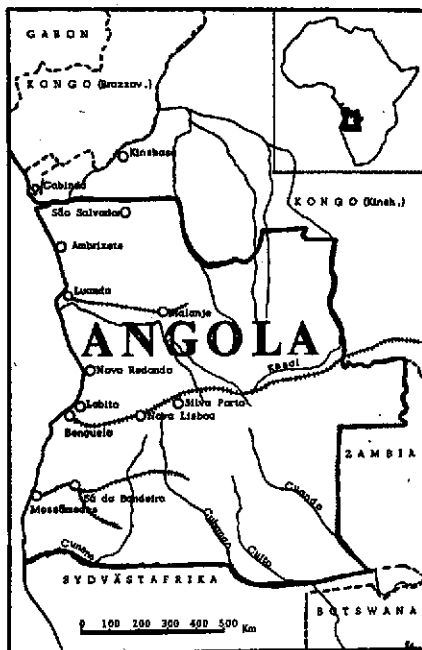 GABON
KONGO (Brazzav.)
Kinshasa
Cabinda
KONGO (Kinsh.)
São Salvador
Ambrizete
Luanda
Malanje
ANGOLA
Kasai
Novo Redondo
Lobito
Silva Porto
Benguela
Nova Lisboa
ZAMBIA
Sá da Bandeira
Mossâmedes
Cuando
Cubango
Cuito
Cunene
SYDVÄSTAFRIKA
BOTSWANA
0 100 200 300 400 500 Km